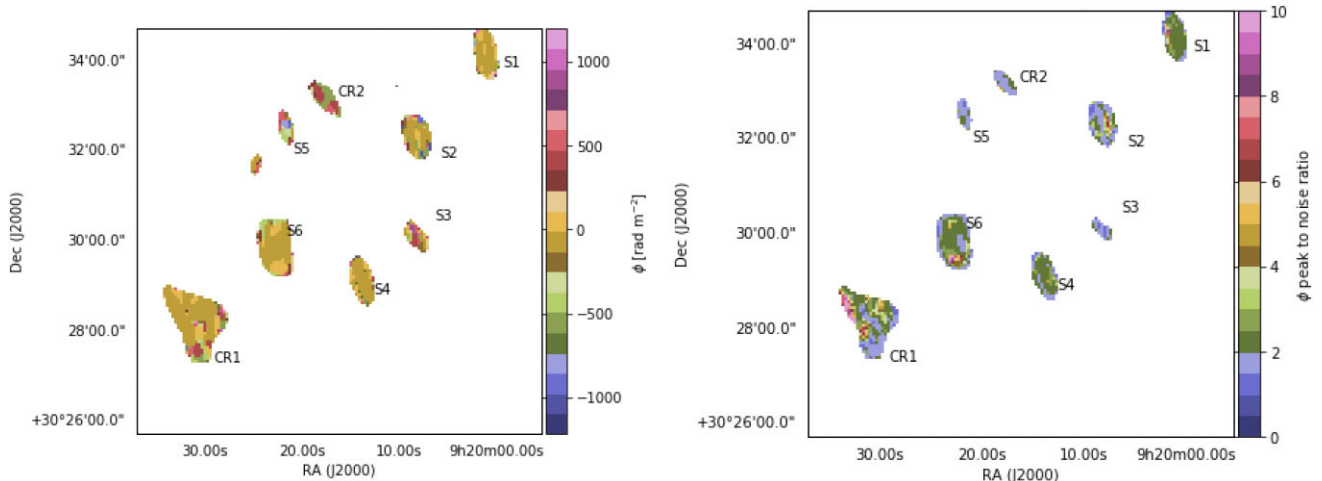 34'00.0"
32'00.0"
30'00.0"
28'00.0"
+30°26'00.0"
Dec (J2000)
30.00s 20.00s 10.00s 9h20m00.00s
RA (J2000)
S1
CR2
S5
S2
S3
S6
S4
CR1
1000
500
0
−500
−1000
ϕ [rad m⁻²]
34'00.0"
32'00.0"
30'00.0"
28'00.0"
+30°26'00.0"
Dec (J2000)
30.00s 20.00s 10.00s 9h20m00.00s
RA (J2000)
S1
CR2
S5
S2
S3
S6
S4
CR1
10
8
6
4
2
0
ϕ peak to noise ratio